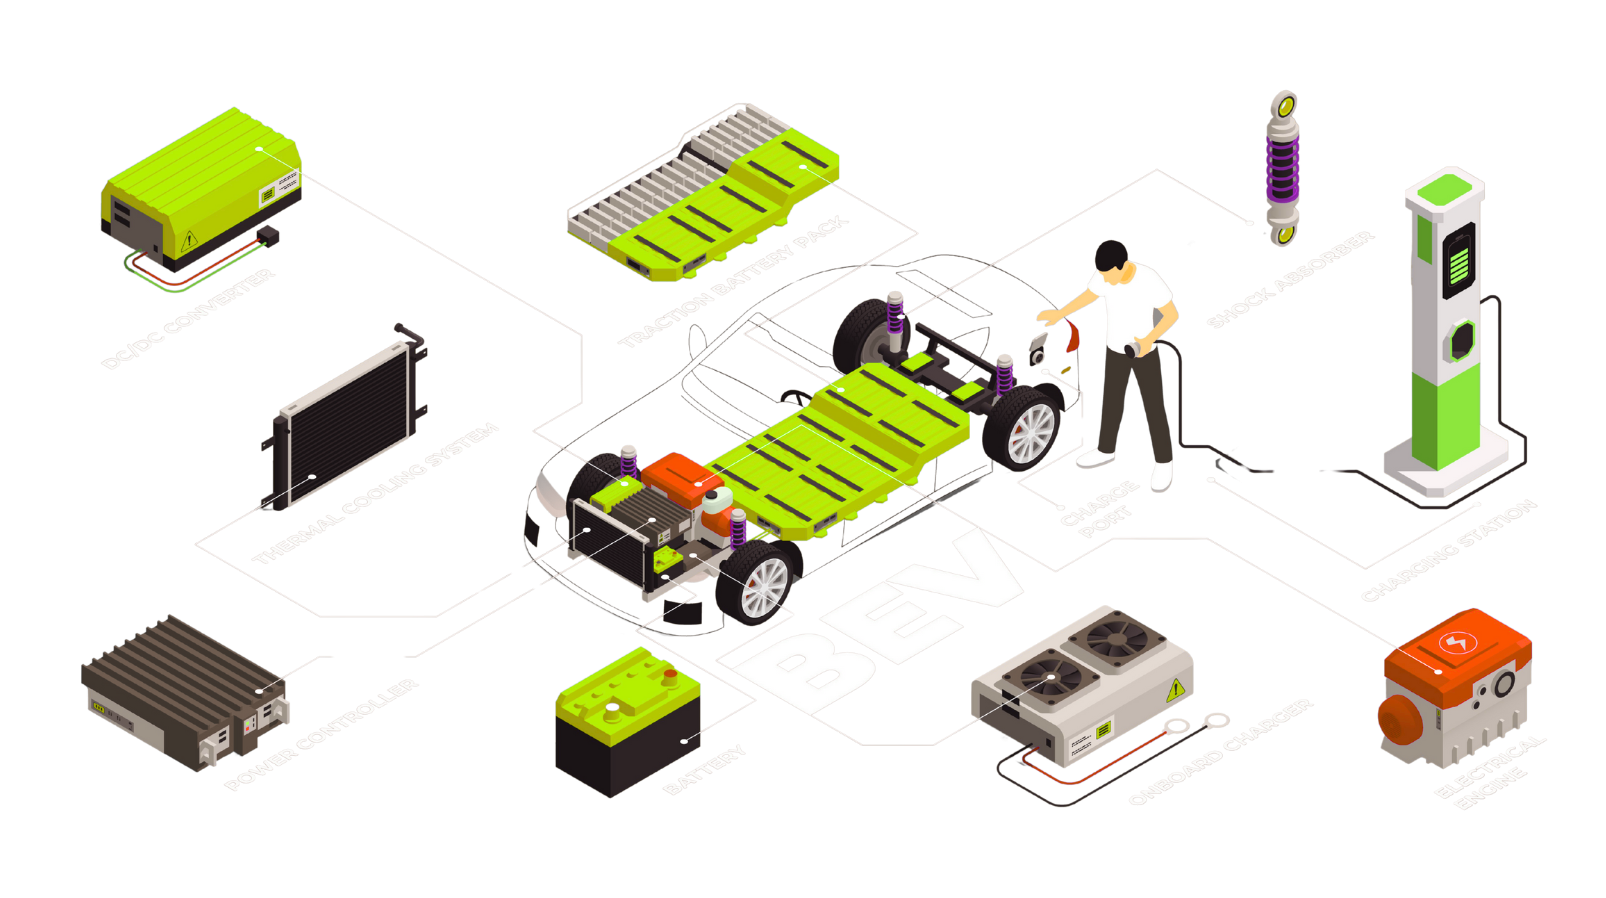 DC/DC CONVERTER
TRACTION BATTERY PACK
SHOCK ABSORBER
THERMAL COOLING SYSTEM
CHARGE
PORT
CHARGING STATION
BEV
POWER CONTROLLER
BATTERY
ONBOARD CHARGER
ELECTRICAL
ENGINE